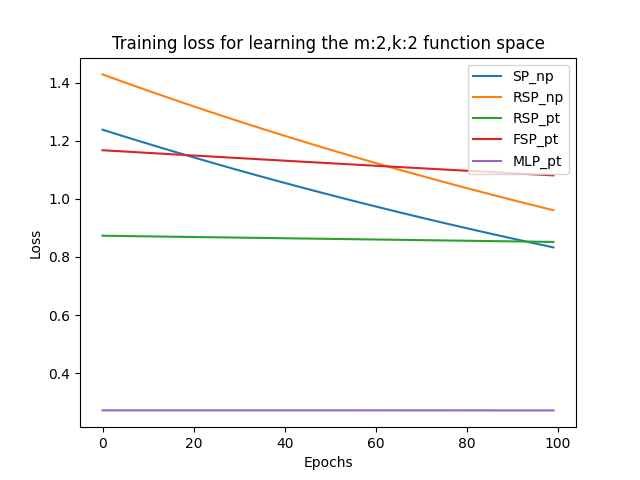 Training loss for learning the m:2,k:2 function space
SP_np
RSP_np
RSP_pt
FSP_pt
MLP_pt
1.4
1.2
1.0
0.8
0.6
0.4
Loss
0
20
40
60
80
100
Epochs